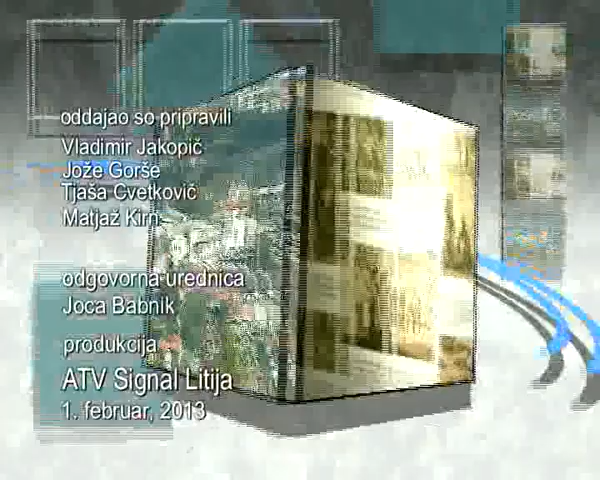 oddajao so pripravili
Vladimir Jakopič
Jože Gorše
Tjaša Cvetkovič
Matjaž Kirn
odgovorna urednica
Joca Babnik
produkcija
ATV Signal Litija
1. februar, 2013